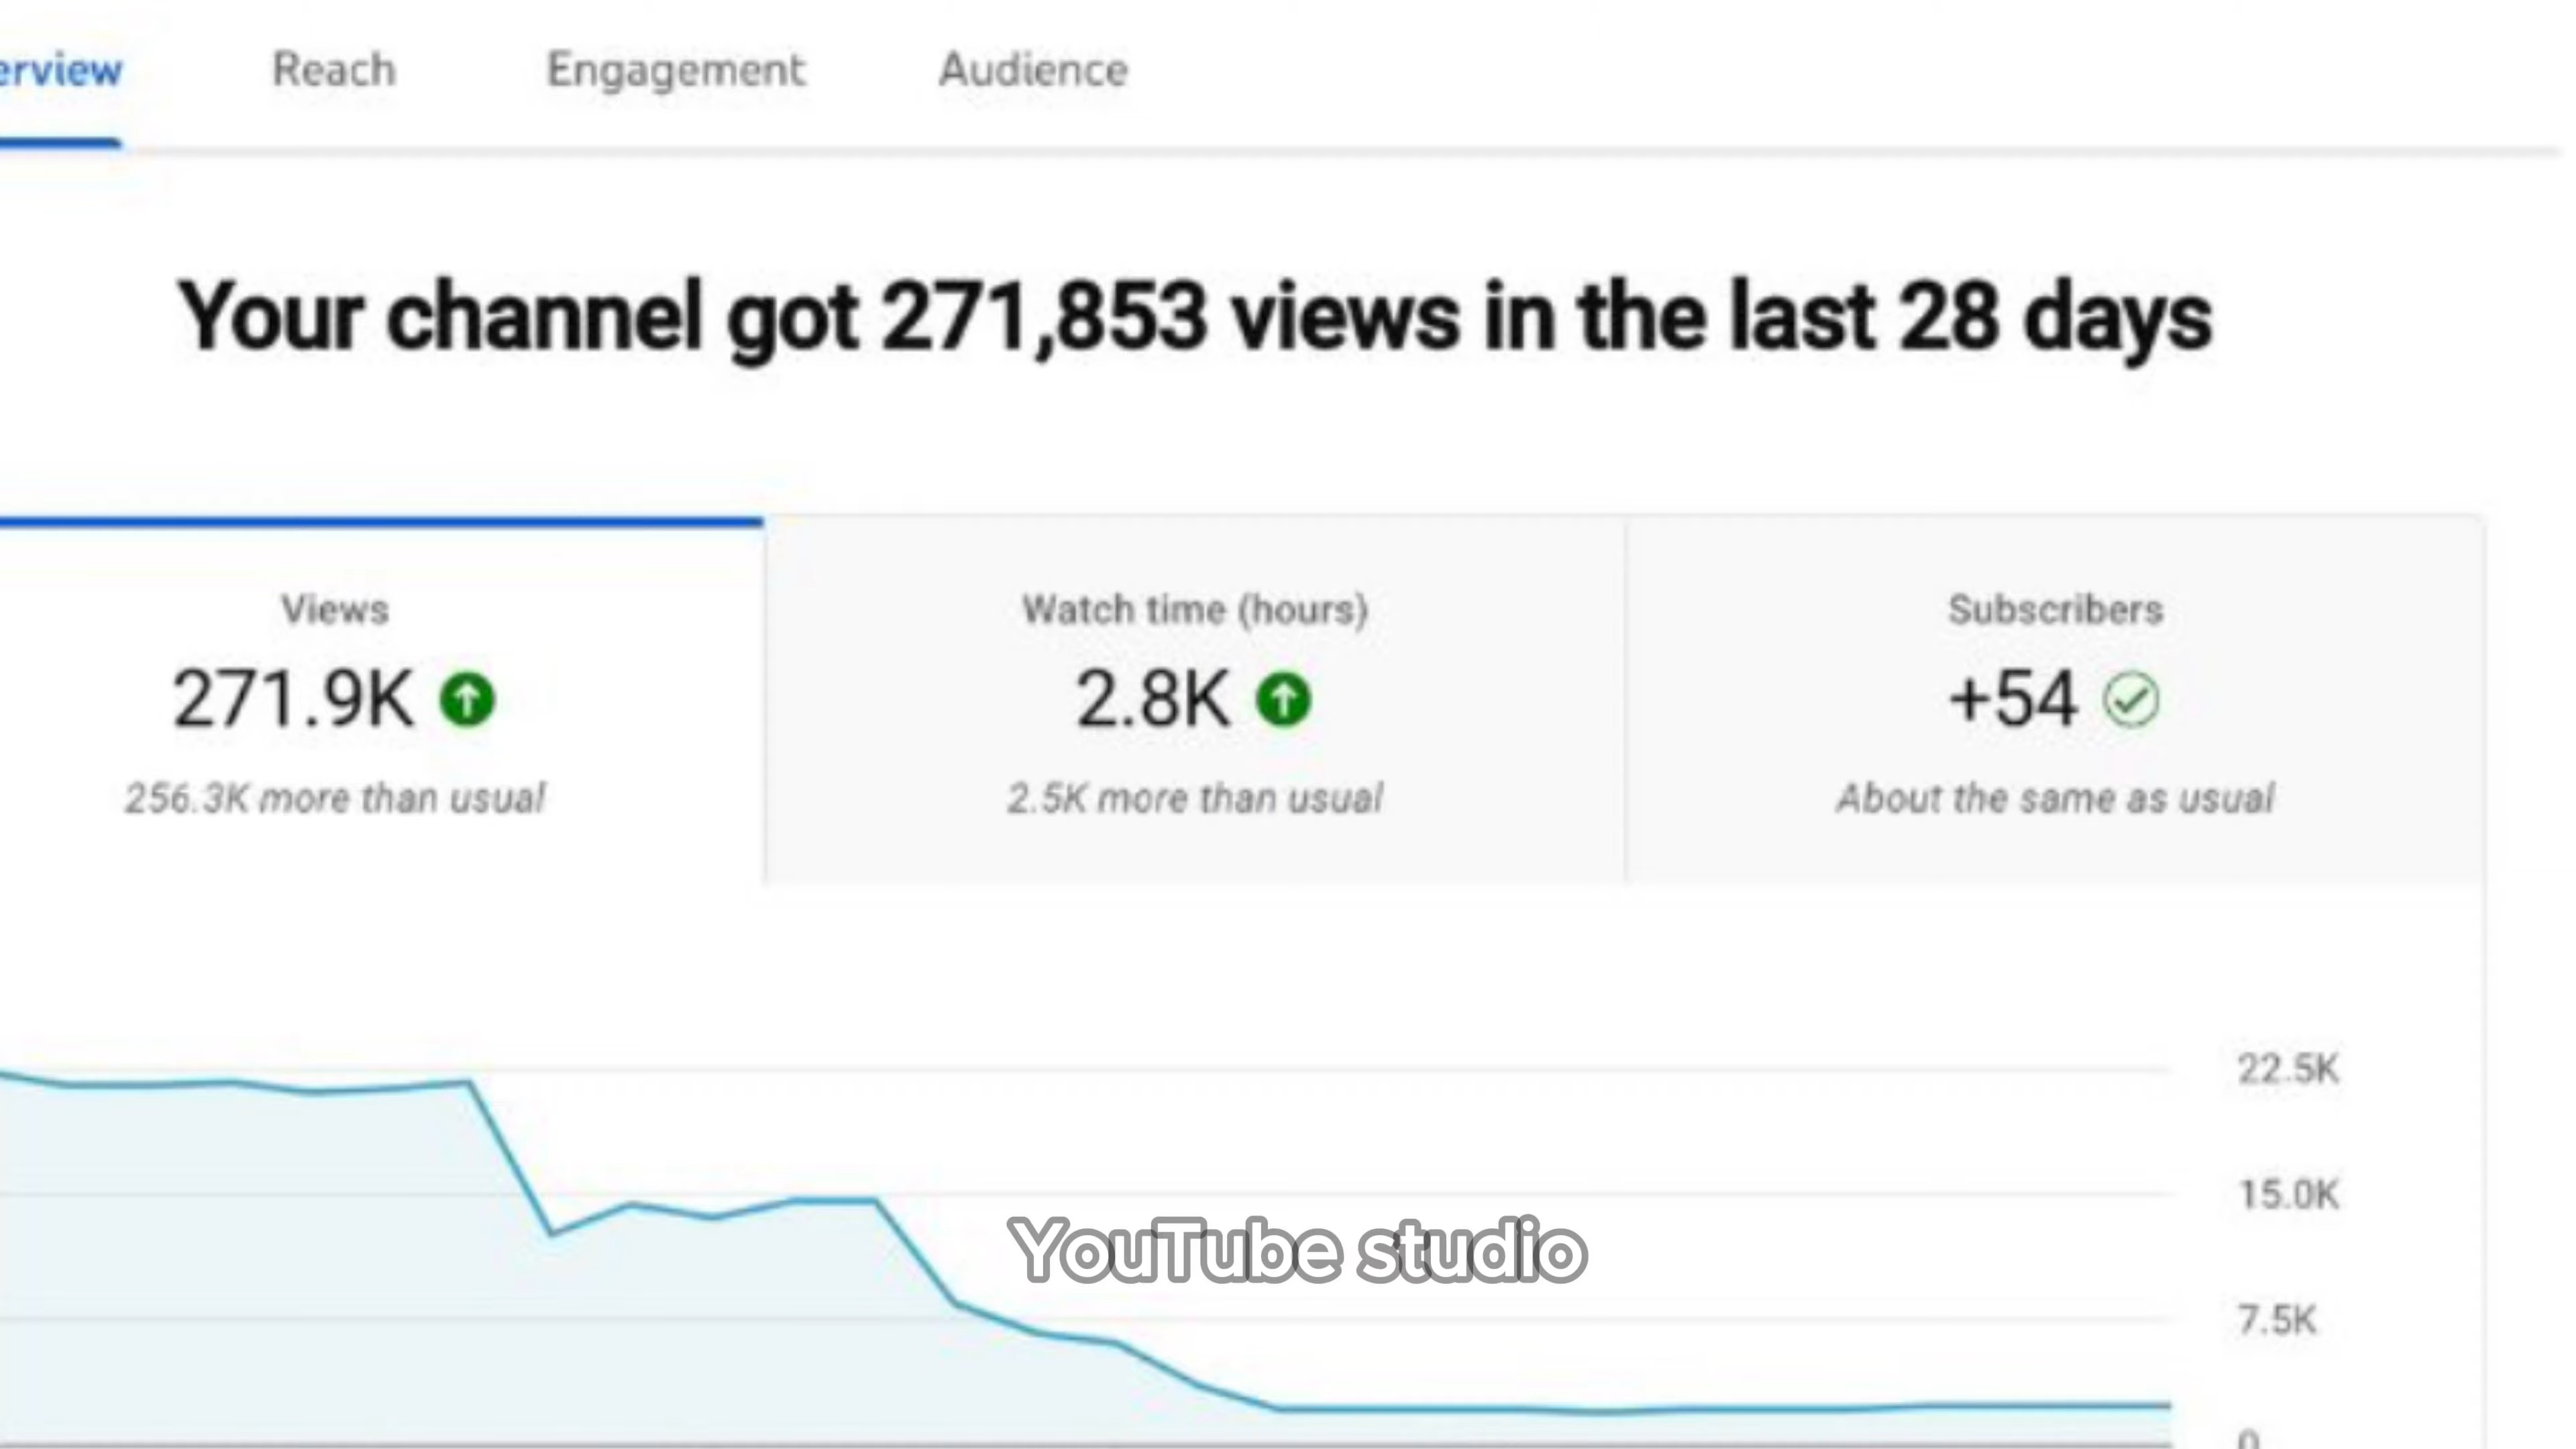 erview Reach Engagement Audience
Your channel got 271,853 views in the last 28 days
Views Watch time (hours) Subscribers
271.9K 2.8K +54
256.3K more than usual 2.5K more than usual About the same as usual
22.5K
15.0K
YouTube studio
7.5K
0